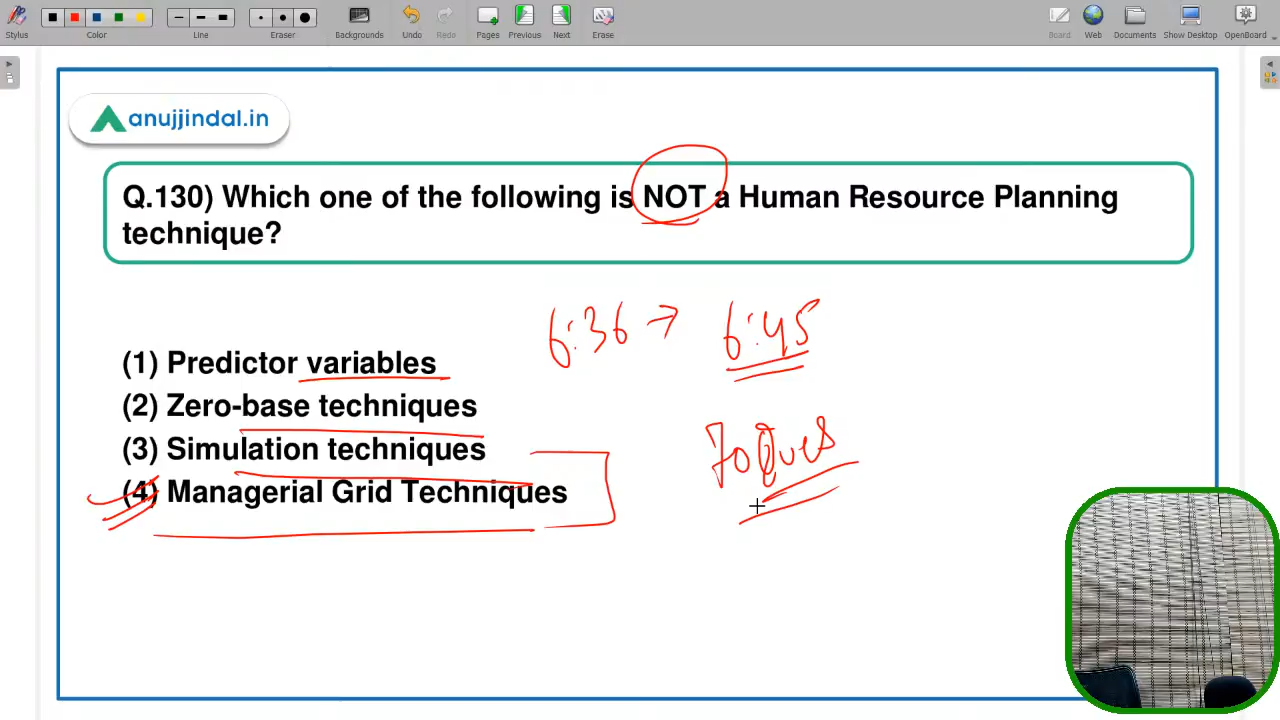 Stylus
Color
Line
Eraser
Backgrounds
Undo
Redo
Pages
Previous
Next
Erase
Board
Web
Documents
Show Desktop
OpenBoard
anujjindal.in
Q.130) Which one of the following is NOT a Human Resource Planning
technique?
6:36 → 6:45
(1) Predictor variables
(2) Zero-base techniques
(3) Simulation techniques
(4) Managerial Grid Techniques
70 Ques